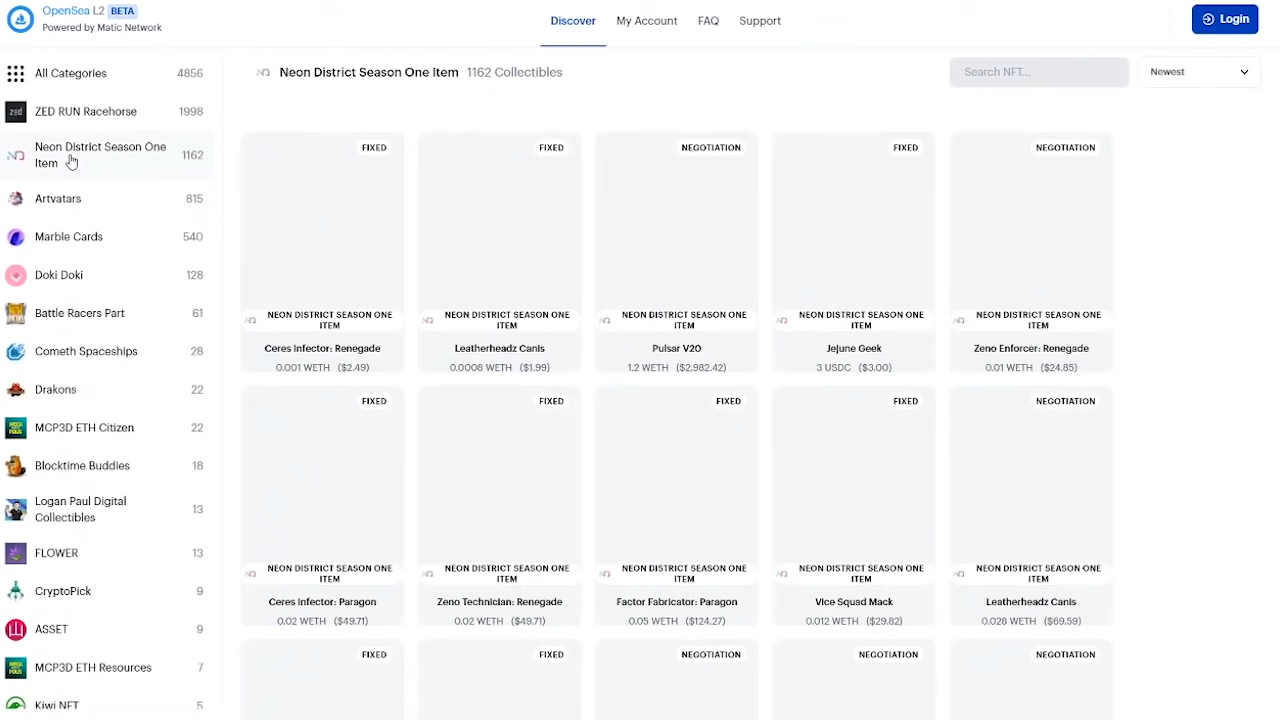 OpenSea L2 BETA
Powered by Matic Network
Discover
My Account
FAQ
Support
Login
All Categories 4856
zed ZED RUN Racehorse 1998
Neon District Season One
Item 1162
Artvatars 815
Marble Cards 540
Doki Doki 128
Battle Racers Part 61
Cometh Spaceships 28
Drakons 22
MCP3D ETH Citizen 22
Blocktime Buddies 18
Logan Paul Digital
Collectibles 13
FLOWER 13
CryptoPick 9
ASSET 9
MCP3D ETH Resources 7
Kiwi NFT 5
Neon District Season One Item 1162 Collectibles
Search NFT...
Newest
FIXED FIXED NEGOTIATION FIXED NEGOTIATION
NEON DISTRICT SEASON ONE NEON DISTRICT SEASON ONE NEON DISTRICT SEASON ONE NEON DISTRICT SEASON ONE NEON DISTRICT SEASON ONE
ITEM ITEM ITEM ITEM ITEM
Ceres Infector: Renegade Leatherheadz Canis Pulsar V20 Jejune Geek Zeno Enforcer: Renegade
0.001 WETH ($2.49) 0.0008 WETH ($1.99) 1.2 WETH ($2,982.42) 3 USDC ($3.00) 0.01 WETH ($24.85)
FIXED FIXED FIXED FIXED NEGOTIATION
NEON DISTRICT SEASON ONE NEON DISTRICT SEASON ONE NEON DISTRICT SEASON ONE NEON DISTRICT SEASON ONE NEON DISTRICT SEASON ONE
ITEM ITEM ITEM ITEM ITEM
Ceres Infector: Paragon Zeno Technician: Renegade Factor Fabricator: Paragon Vice Squad Mack Leatherheadz Canis
0.02 WETH ($49.71) 0.02 WETH ($49.71) 0.05 WETH ($124.27) 0.012 WETH ($29.82) 0.028 WETH ($69.59)
FIXED FIXED NEGOTIATION NEGOTIATION NEGOTIATION